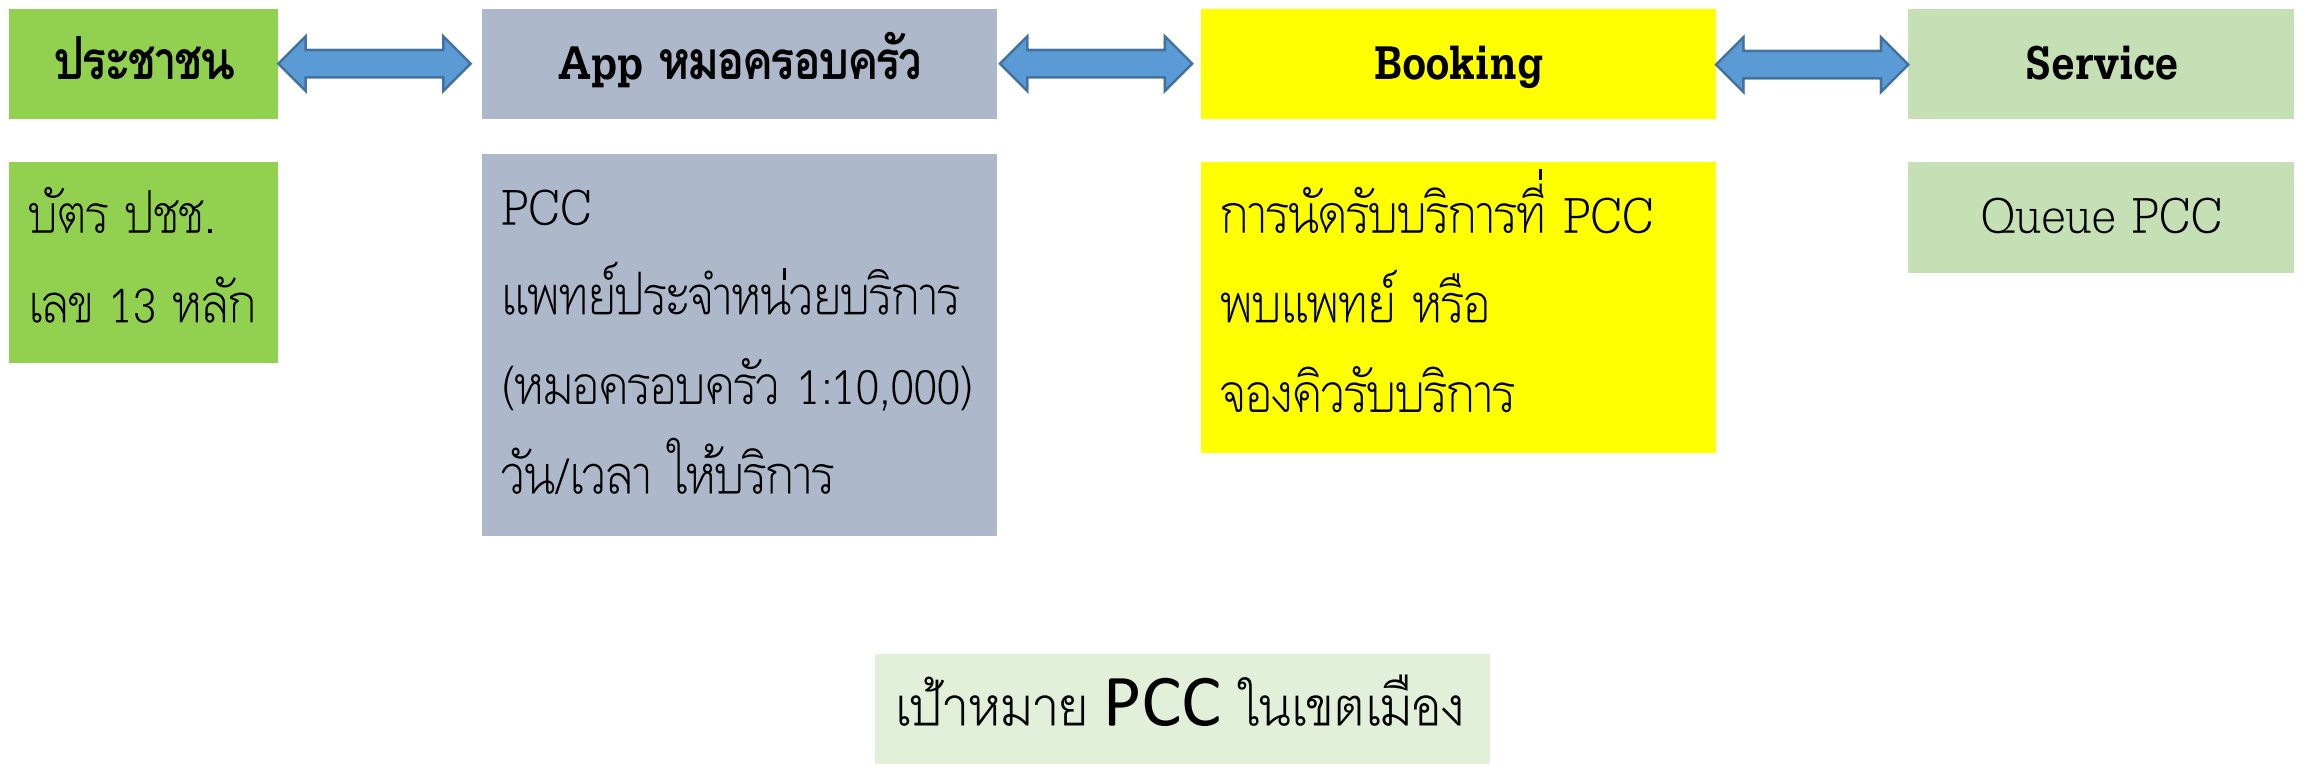 ประชาชน
App หมอครอบครัว
Booking
Service
บัตร ปชช.
เลข 13 หลัก
PCC
แพทย์ประจำหน่วยบริการ
(หมอครอบครัว 1:10,000)
วัน/เวลา ให้บริการ
การนัดรับบริการที่ PCC
พบแพทย์ หรือ
จองคิวรับบริการ
Queue PCC
เป้าหมาย PCC ในเขตเมือง